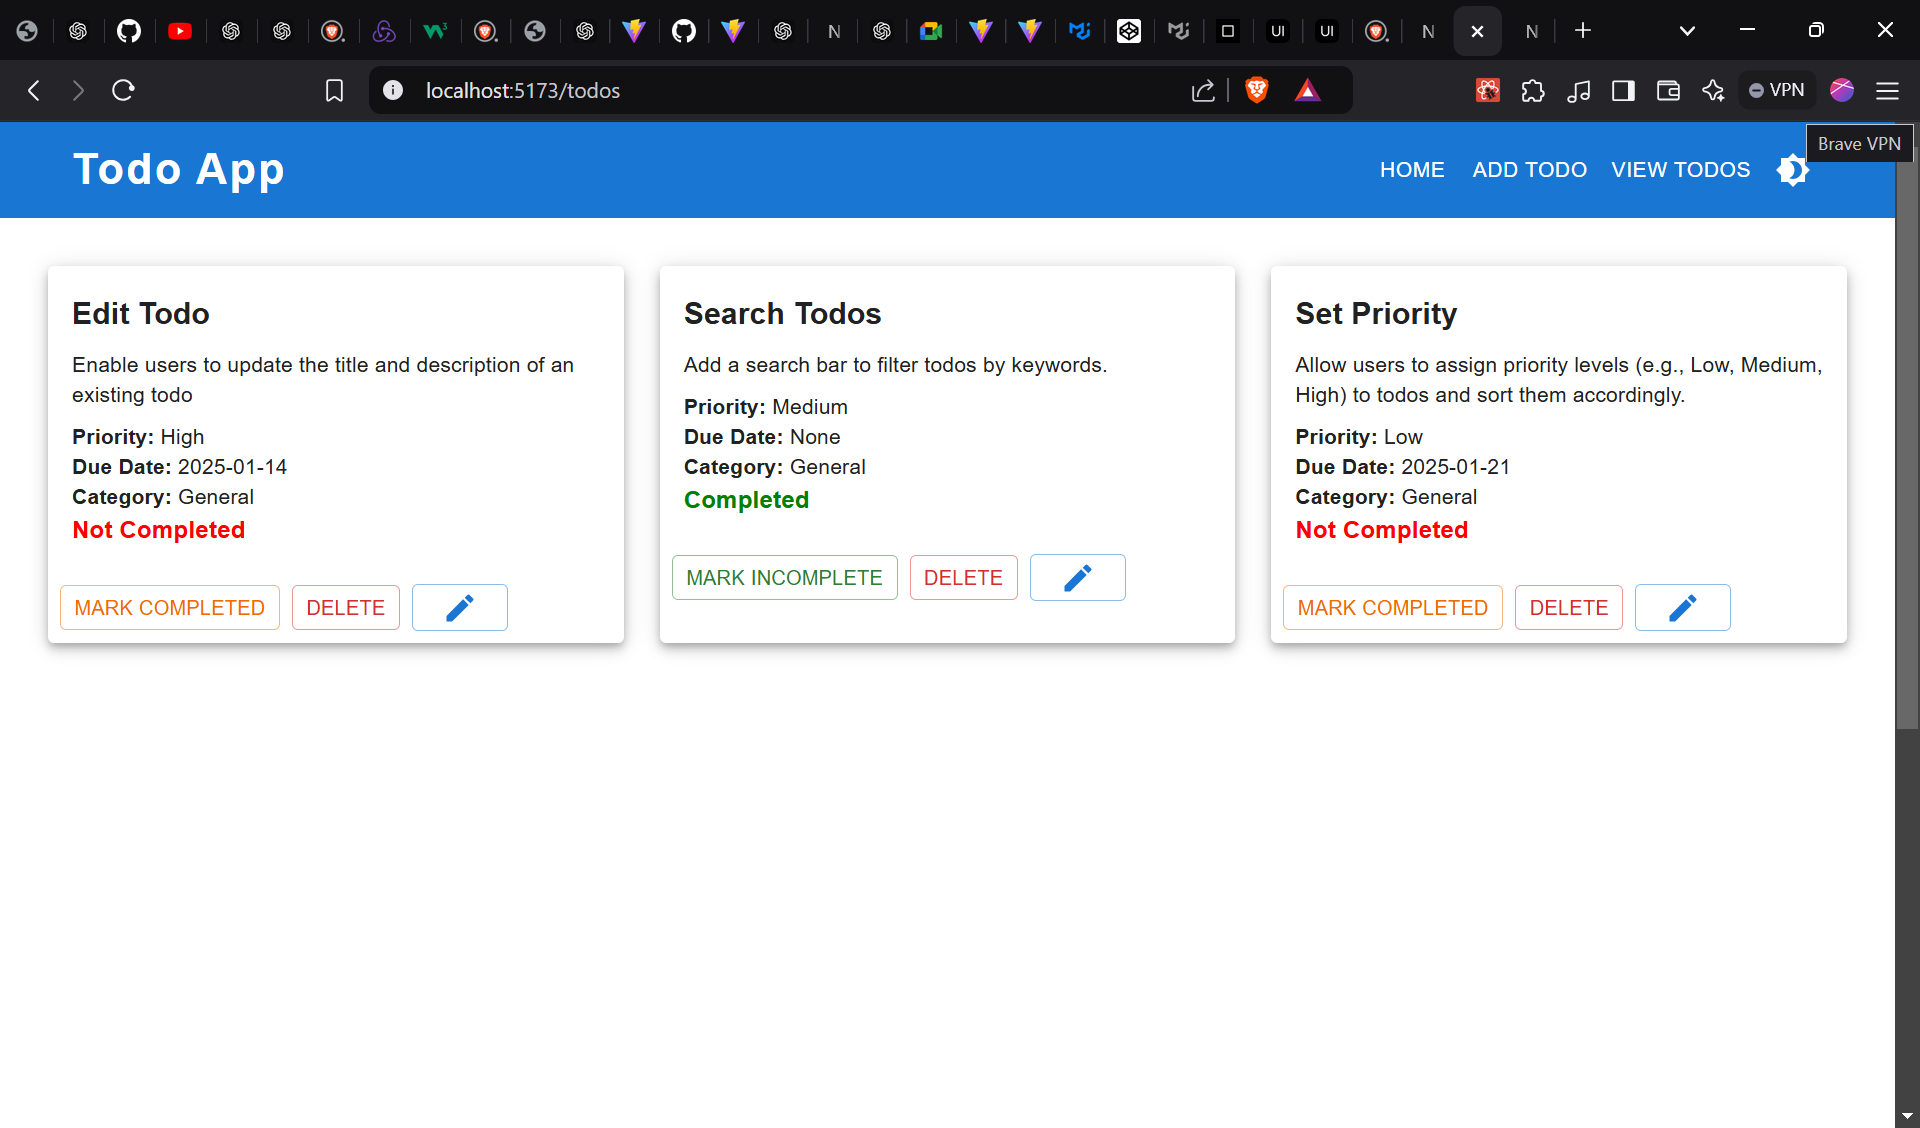 UI
UI
N
N
N
localhost:5173/todos
VPN
Brave VPN
Todo App
HOME
ADD TODO
VIEW TODOS
Edit Todo
Enable users to update the title and description of an
existing todo
Priority: High
Due Date: 2025-01-14
Category: General
Not Completed
MARK COMPLETED
DELETE
Search Todos
Add a search bar to filter todos by keywords.
Priority: Medium
Due Date: None
Category: General
Completed
MARK INCOMPLETE
DELETE
Set Priority
Allow users to assign priority levels (e.g., Low, Medium,
High) to todos and sort them accordingly.
Priority: Low
Due Date: 2025-01-21
Category: General
Not Completed
MARK COMPLETED
DELETE